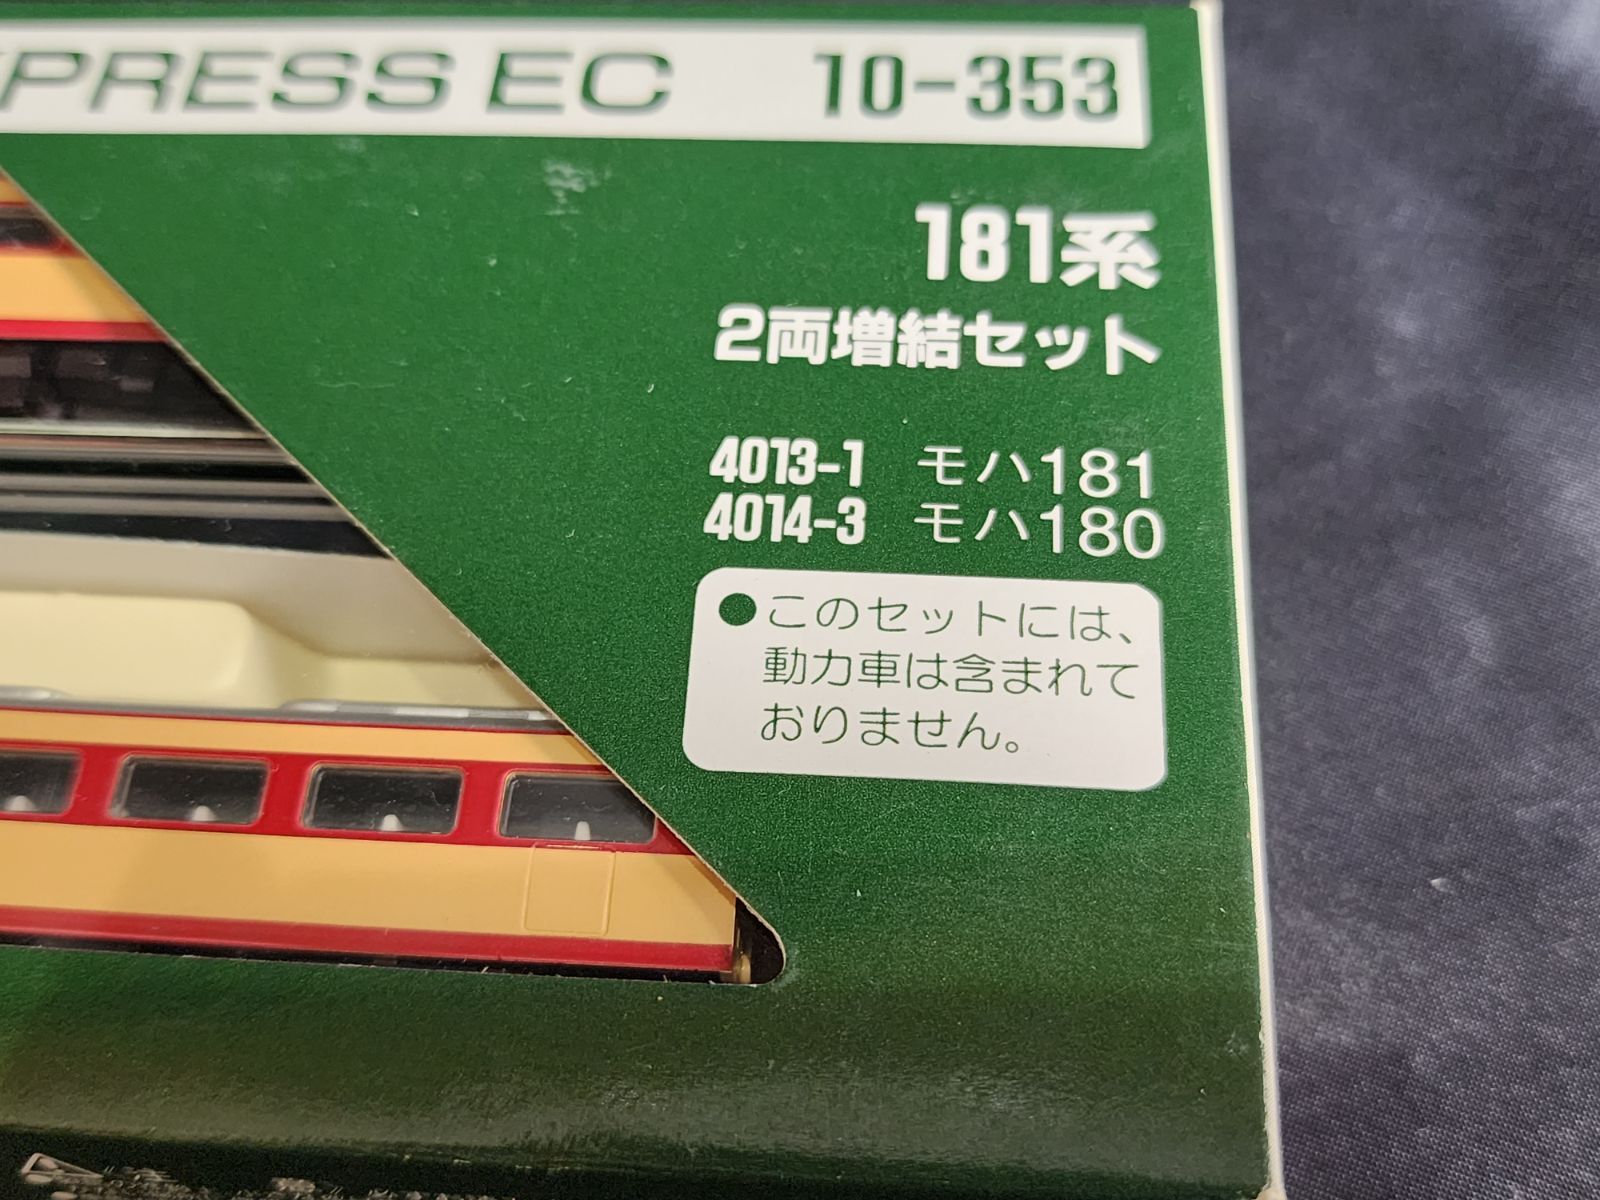 PRESS EC 10-353
181系
2両増結セット
4013-1 モハ181
4014-3 モハ180
●このセットには、
動力車は含まれて
おりません。